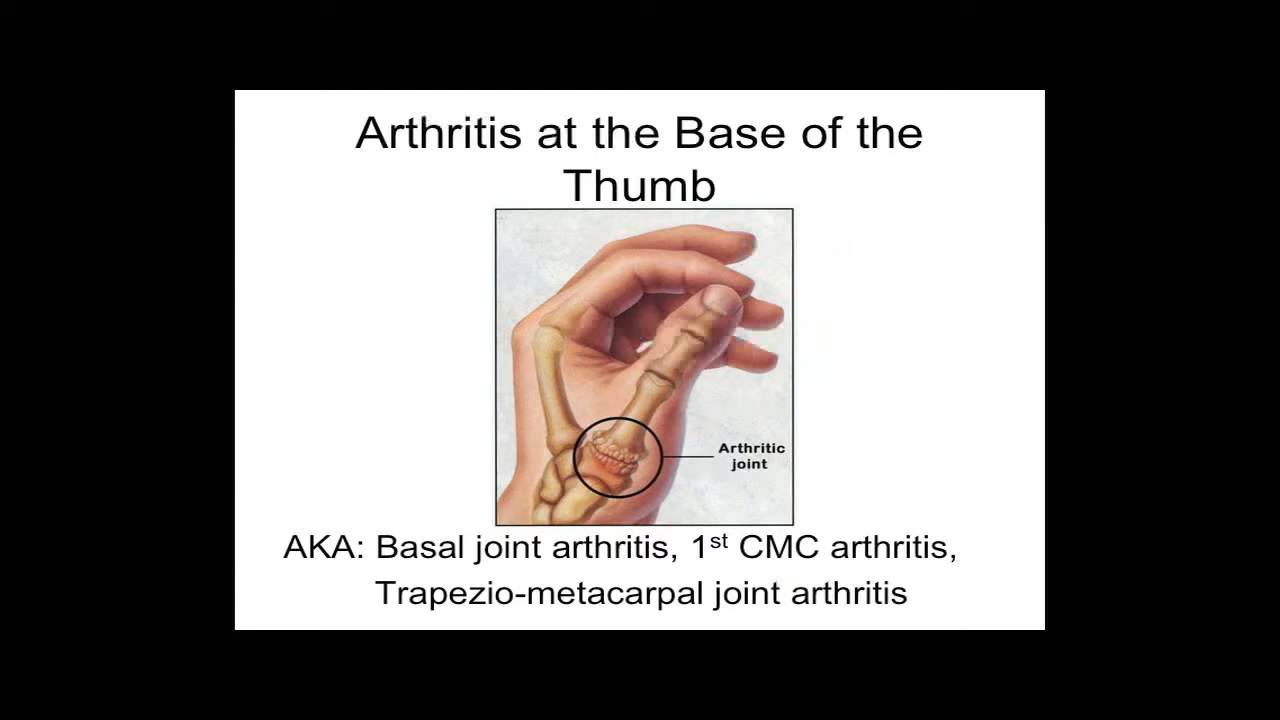 Arthritis at the Base of the
Thumb
Arthritic
joint
AKA: Basal joint arthritis, 1st CMC arthritis,
Trapezio-metacarpal joint arthritis